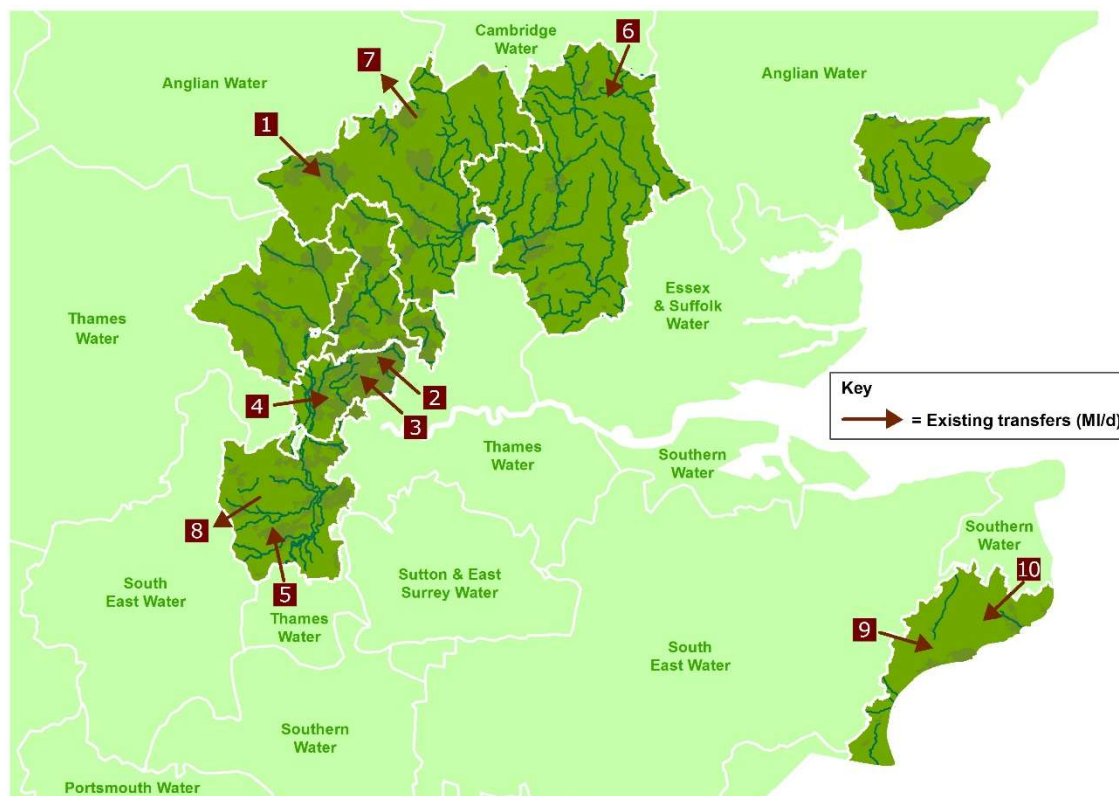 6
Cambridge
Water
7
Anglian Water
Anglian Water
1
Essex
& Suffolk
Water
Thames
Water
2
Key
4
3
= Existing transfers (Ml/d)
Thames
Water
Southern
Water
8
Southern
Water
South
East Water
5
Sutton & East
Surrey Water
10
Thames
Water
9
South
East Water
Southern
Water
Portsmouth Water